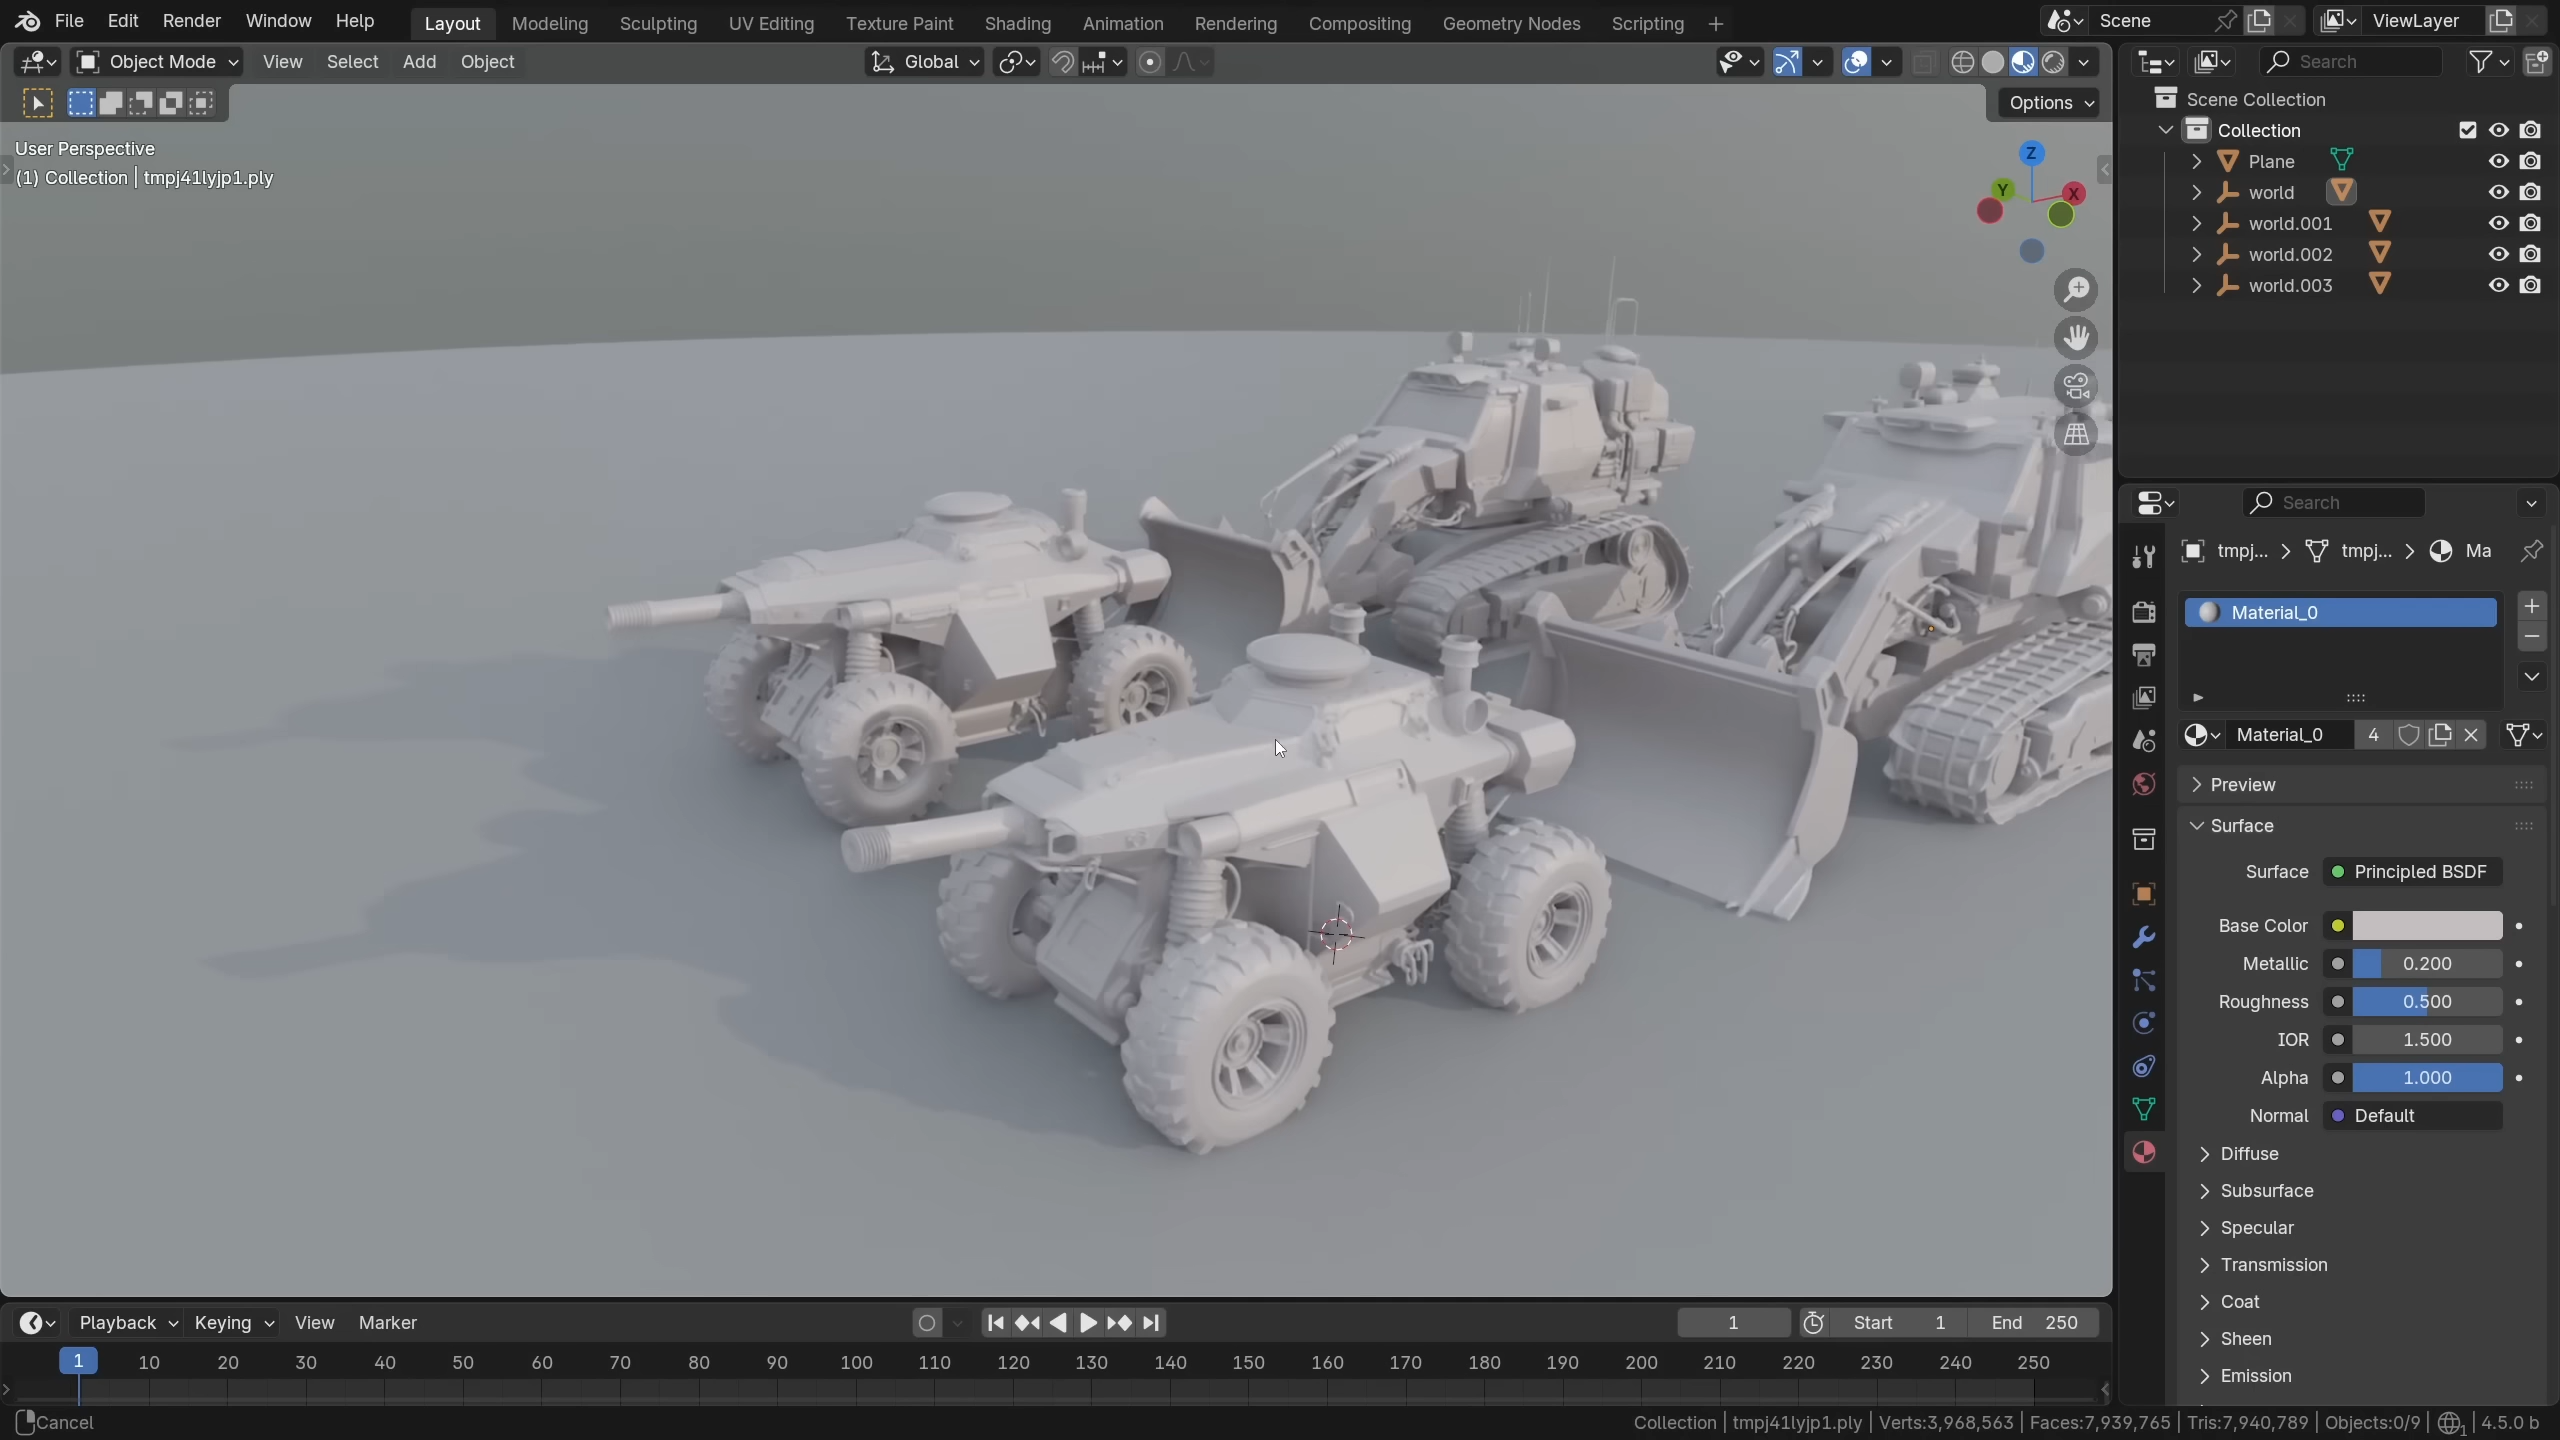 File Edit Render Window Help Layout Modeling Sculpting UV Editing Texture Paint Shading Animation Rendering Compositing Geometry Nodes Scripting + Scene ViewLayer
Object Mode View Select Add Object Global Search
Options
User Perspective
(1) Collection | tmpj41lyjp1.ply
Z
Y X
Scene Collection
Collection
Plane
world
world.001
world.002
world.003
Search
tmpj... tmpj... Ma
Material_0
Material_0 4
Preview
Surface
Surface Principled BSDF
Base Color
Metallic 0.200
Roughness 0.500
IOR 1.500
Alpha 1.000
Normal Default
Diffuse
Subsurface
Specular
Transmission
Coat
Sheen
Emission
Playback Keying View Marker 1 Start 1 End 250
1 10 20 30 40 50 60 70 80 90 100 110 120 130 140 150 160 170 180 190 200 210 220 230 240 250
Cancel Collection | tmpj41lyjp1.ply | Verts:3,968,563 | Faces:7,939,765 | Tris:7,940,789 | Objects:0/9 | 1 | 4.5.0 b